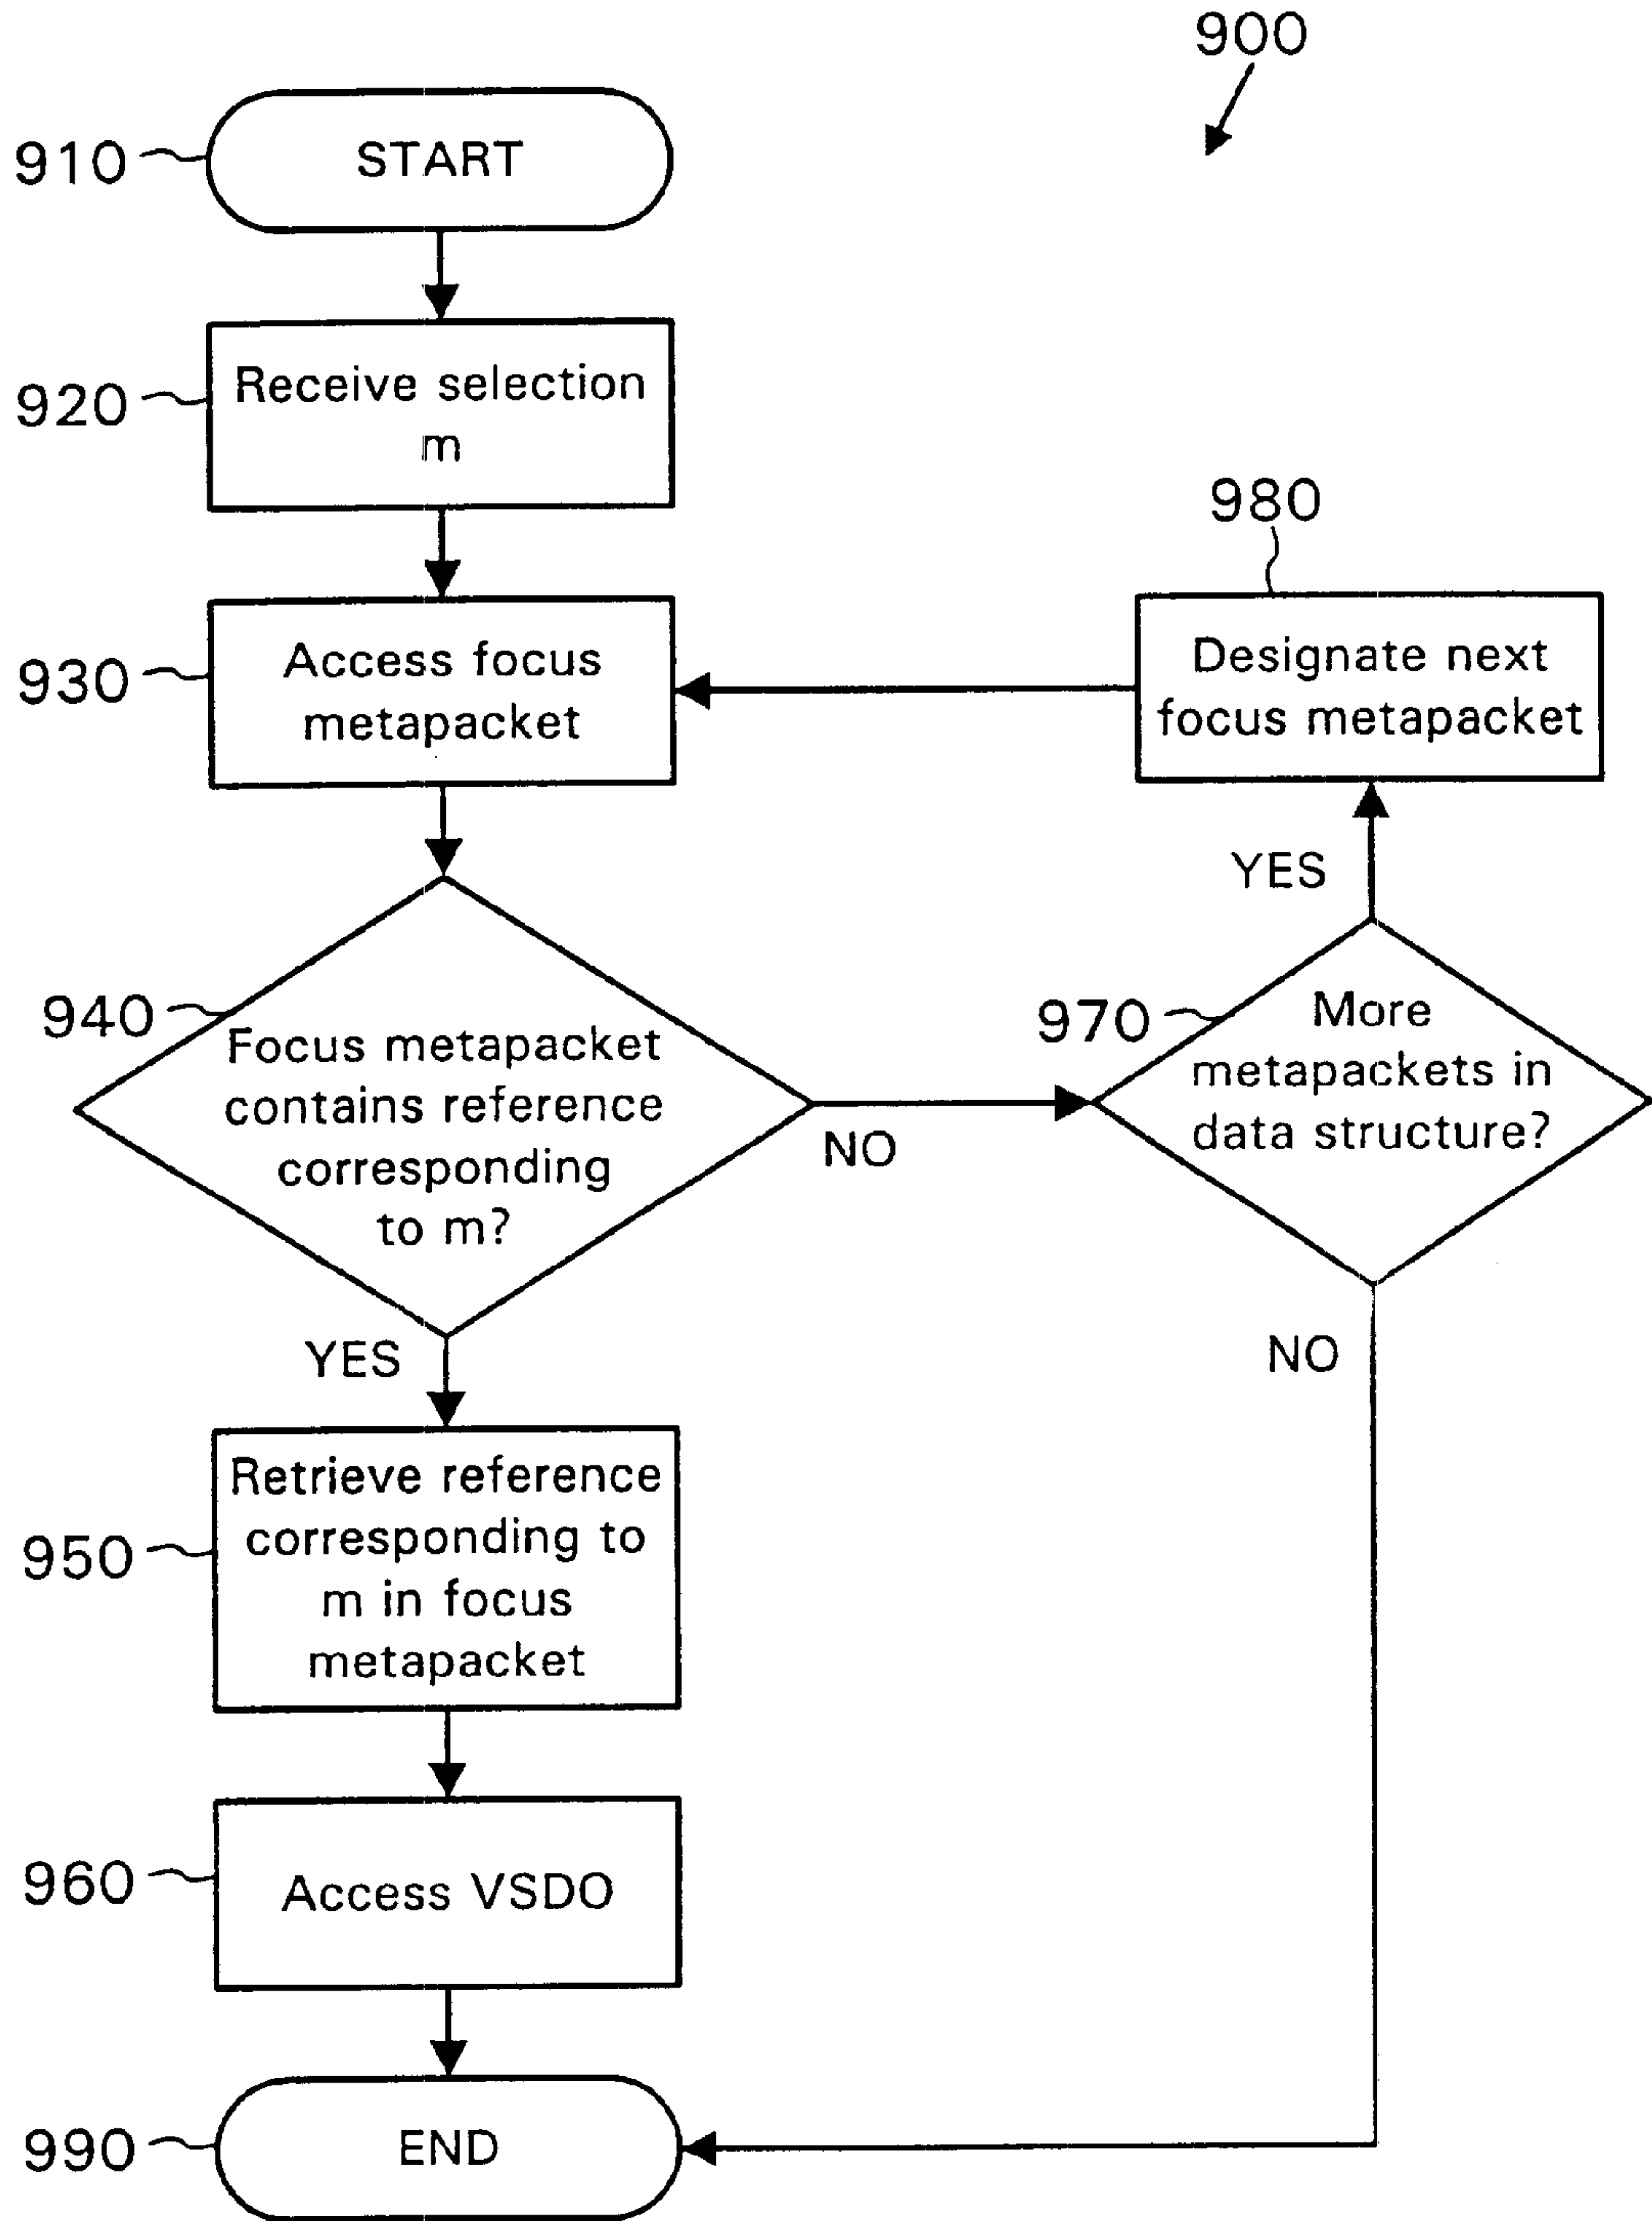 900
910
START
920
Receive selection
m
930
Access focus
metapacket
980
Designate next
focus metapacket
YES
940
Focus metapacket
contains reference
corresponding
to m?
NO
970
More
metapackets in
data structure?
YES
NO
950
Retrieve reference
corresponding to
m in focus
metapacket
960
Access VSDO
990
END